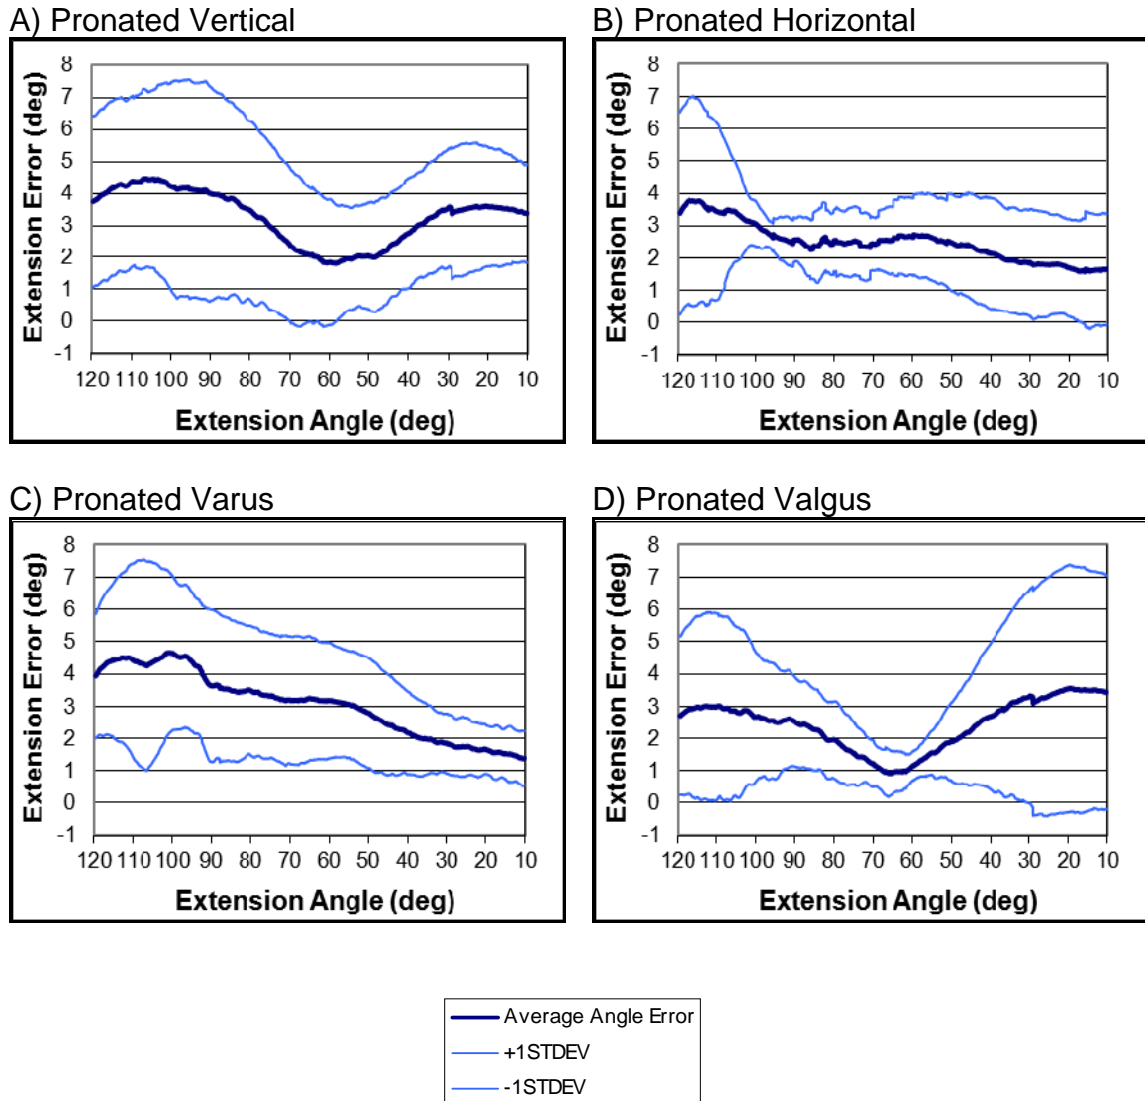 A) Pronated Vertical
Extension Error (deg)
8
7
6
5
4
3
2
1
0
-1
120 110 100 90 80 70 60 50 40 30 20 10
Extension Angle (deg)
B) Pronated Horizontal
Extension Error (deg)
8
7
6
5
4
3
2
1
0
-1
120 110 100 90 80 70 60 50 40 30 20 10
Extension Angle (deg)
C) Pronated Varus
Extension Error (deg)
8
7
6
5
4
3
2
1
0
-1
120 110 100 90 80 70 60 50 40 30 20 10
Extension Angle (deg)
D) Pronated Valgus
Extension Error (deg)
8
7
6
5
4
3
2
1
0
-1
120 110 100 90 80 70 60 50 40 30 20 10
Extension Angle (deg)
Average Angle Error
+1STDEV
-1STDEV